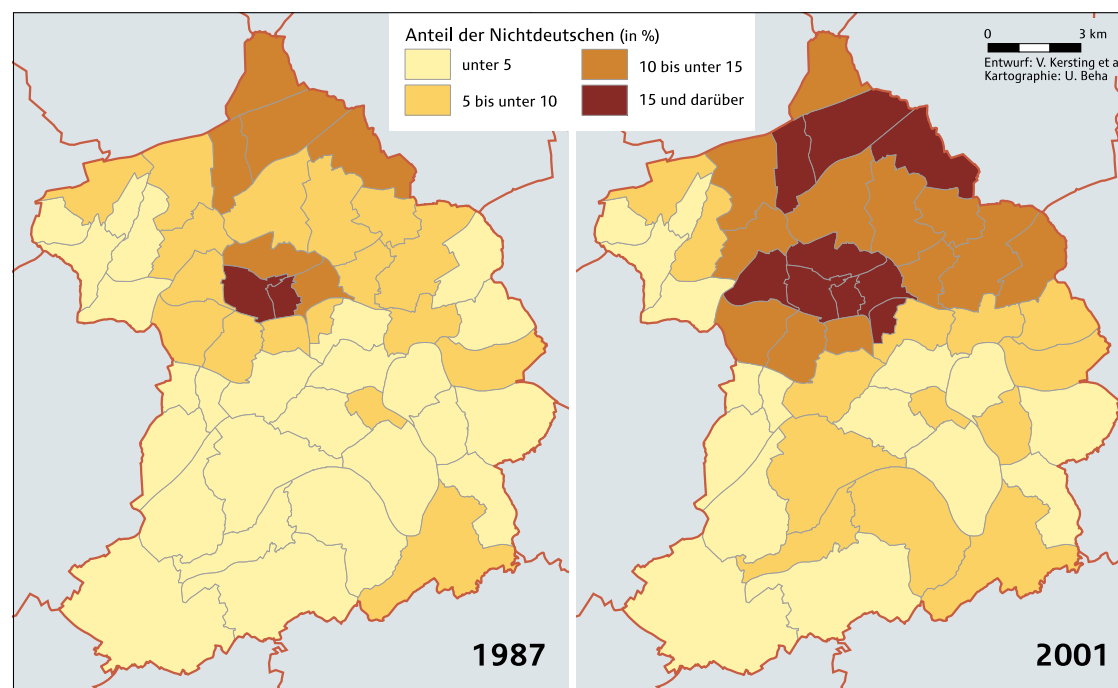 Anteil der Nichtdeutschen (in %)
unter 5
5 bis unter 10
10 bis unter 15
15 und darüber
0 3 km
Entwurf: V. Kersting et a
Kartographie: U. Beha
1987
2001